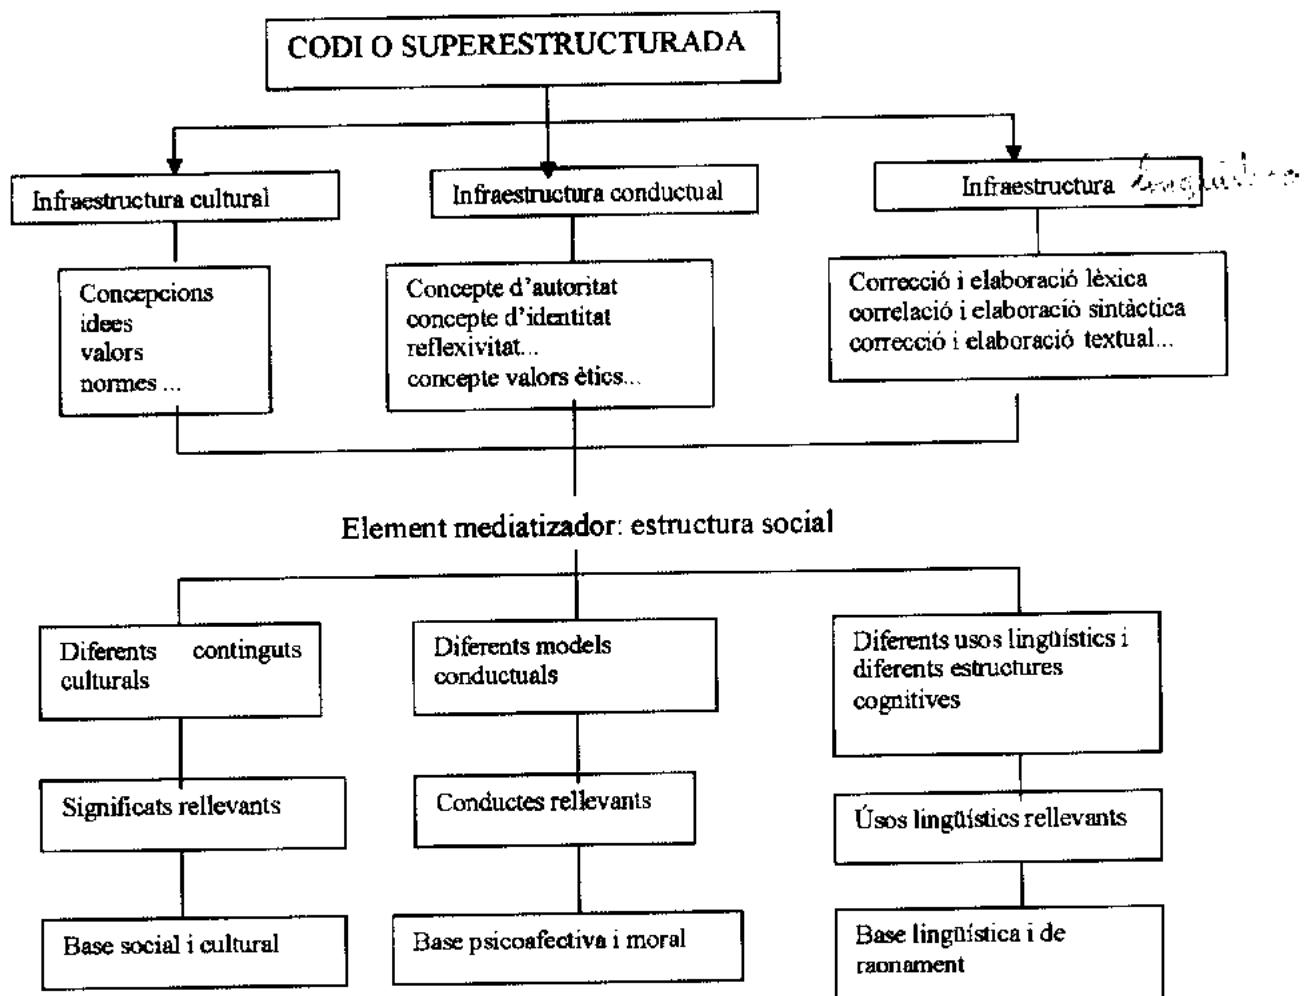 CODI O SUPERESTRUCTURADA
Infraestructura cultural
Infraestructura conductual
Infraestructura
Concepcions
idees
valors
normes ...
Concepte d'autoritat
concepte d'identitat
reflexivitat...
concepte valors ètics...
Correcció i elaboració lèxica
correlació i elaboració sintàctica
correcció i elaboració textual...
Element mediatizador: estructura social
Diferents continguts
culturals
Diferents models
conductuals
Diferents usos lingüístics i
diferents estructures
cognitives
Significats rellevants
Conductes rellevants
Úsos lingüístics rellevants
Base social i cultural
Base psicoafectiva i moral
Base lingüística i de
raonament